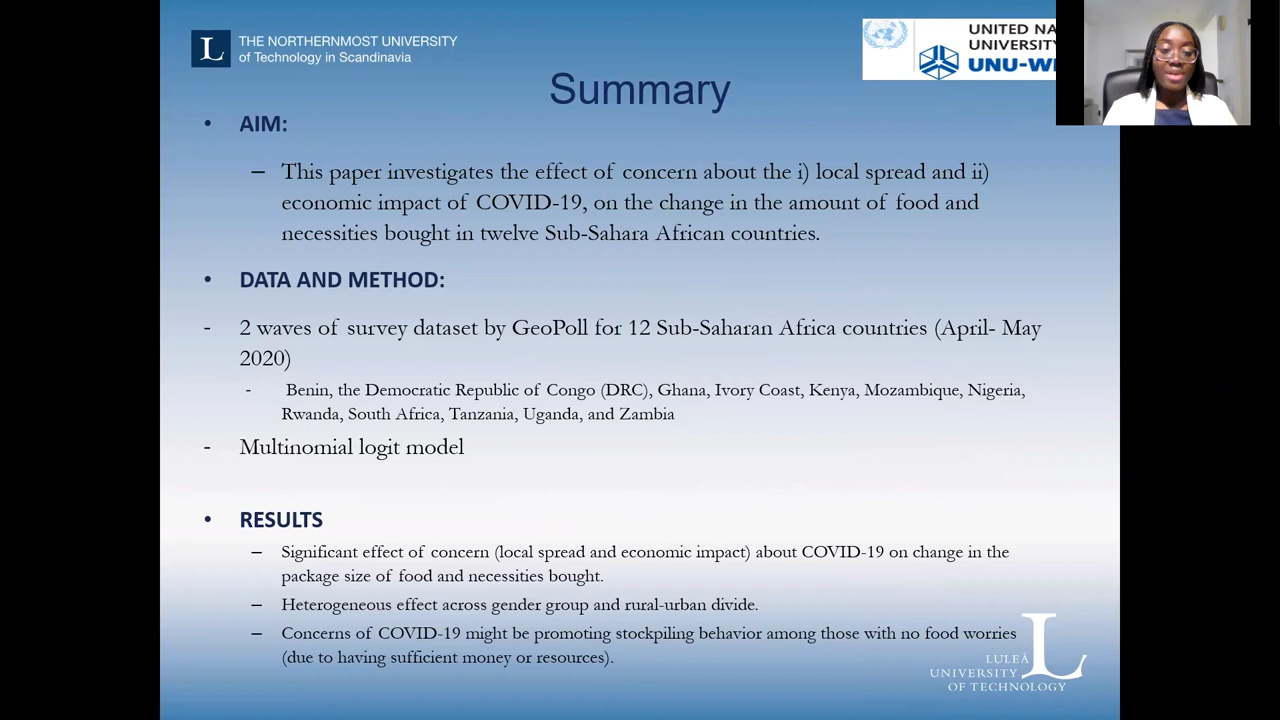 THE NORTHERNMOST UNIVERSITY
of Technology in Scandinavia
UNITED NA
UNIVERSITY
UNU-WI
Summary
• AIM:
– This paper investigates the effect of concern about the i) local spread and ii)
economic impact of COVID-19, on the change in the amount of food and
necessities bought in twelve Sub-Sahara African countries.
• DATA AND METHOD:
- 2 waves of survey dataset by GeoPoll for 12 Sub-Saharan Africa countries (April- May
2020)
- Benin, the Democratic Republic of Congo (DRC), Ghana, Ivory Coast, Kenya, Mozambique, Nigeria,
Rwanda, South Africa, Tanzania, Uganda, and Zambia
- Multinomial logit model
• RESULTS
– Significant effect of concern (local spread and economic impact) about COVID-19 on change in the
package size of food and necessities bought.
– Heterogeneous effect across gender group and rural-urban divide.
– Concerns of COVID-19 might be promoting stockpiling behavior among those with no food worries
(due to having sufficient money or resources).
L
LULEÅ
UNIVERSITY
OF TECHNOLOGY